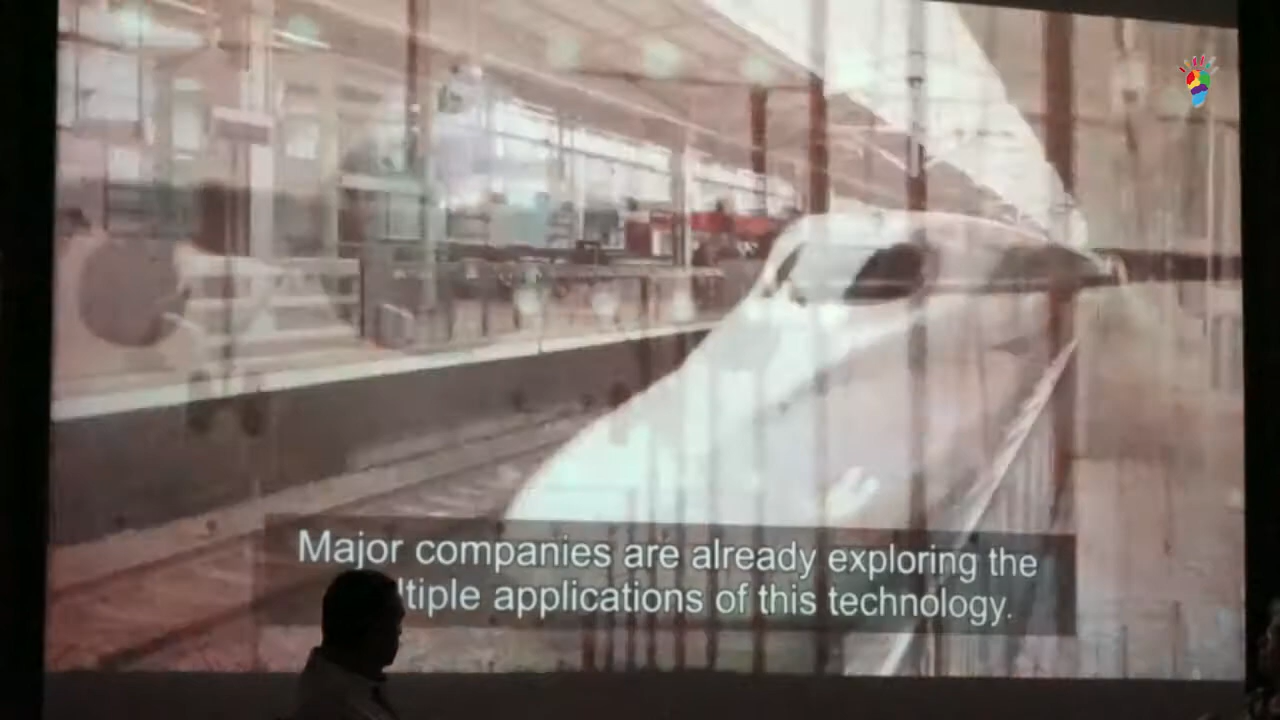 Major companies are already exploring the
ltiple applications of this technology.